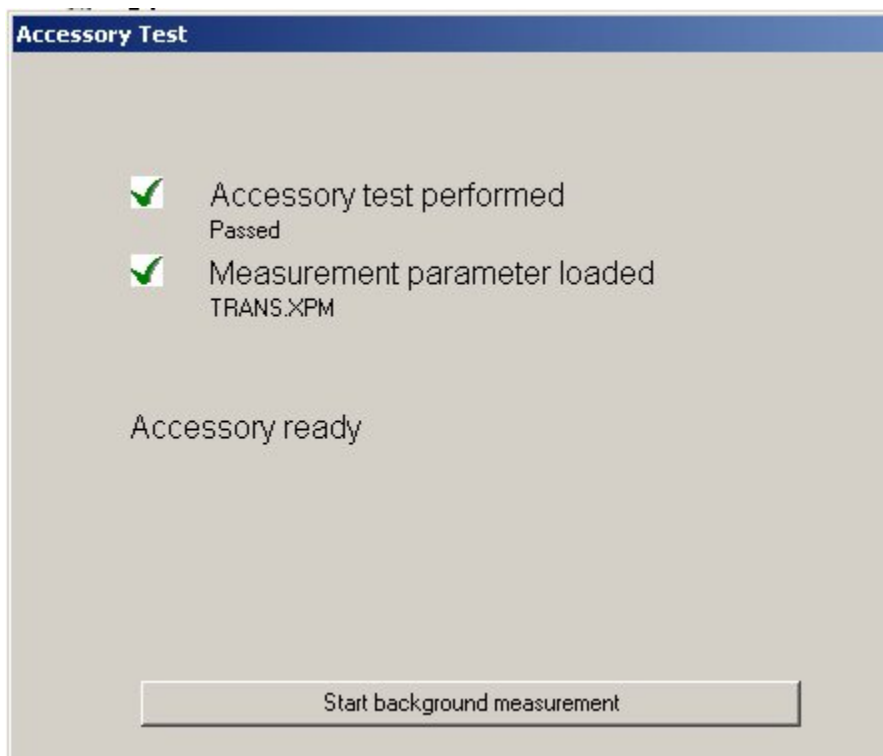 Accessory Test
Accessory test performed
Passed
Measurement parameter loaded
TRANS.XPM
Accessory ready
Start background measurement